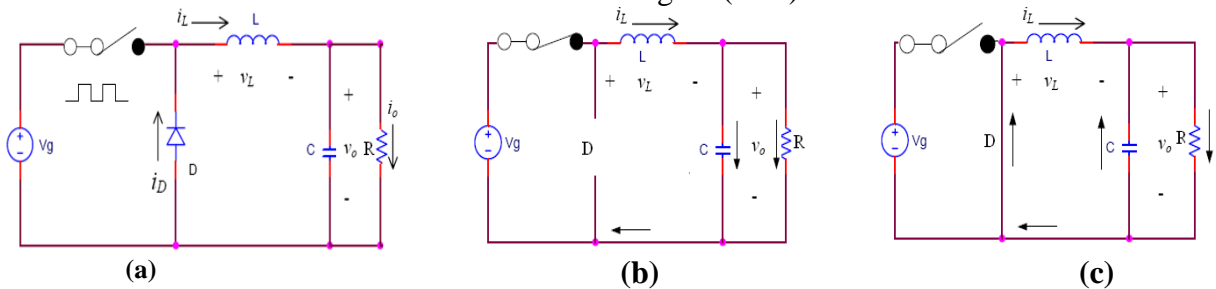 i_L L
+ v_L -
Vg
i_D D
C
+
v_o R
-
i_o
(a)
i_L
L
+ v_L -
Vg
D
C
+
v_o R
-
(b)
i_L
L
+ v_L -
Vg
D
C
+
v_o R
-
(c)